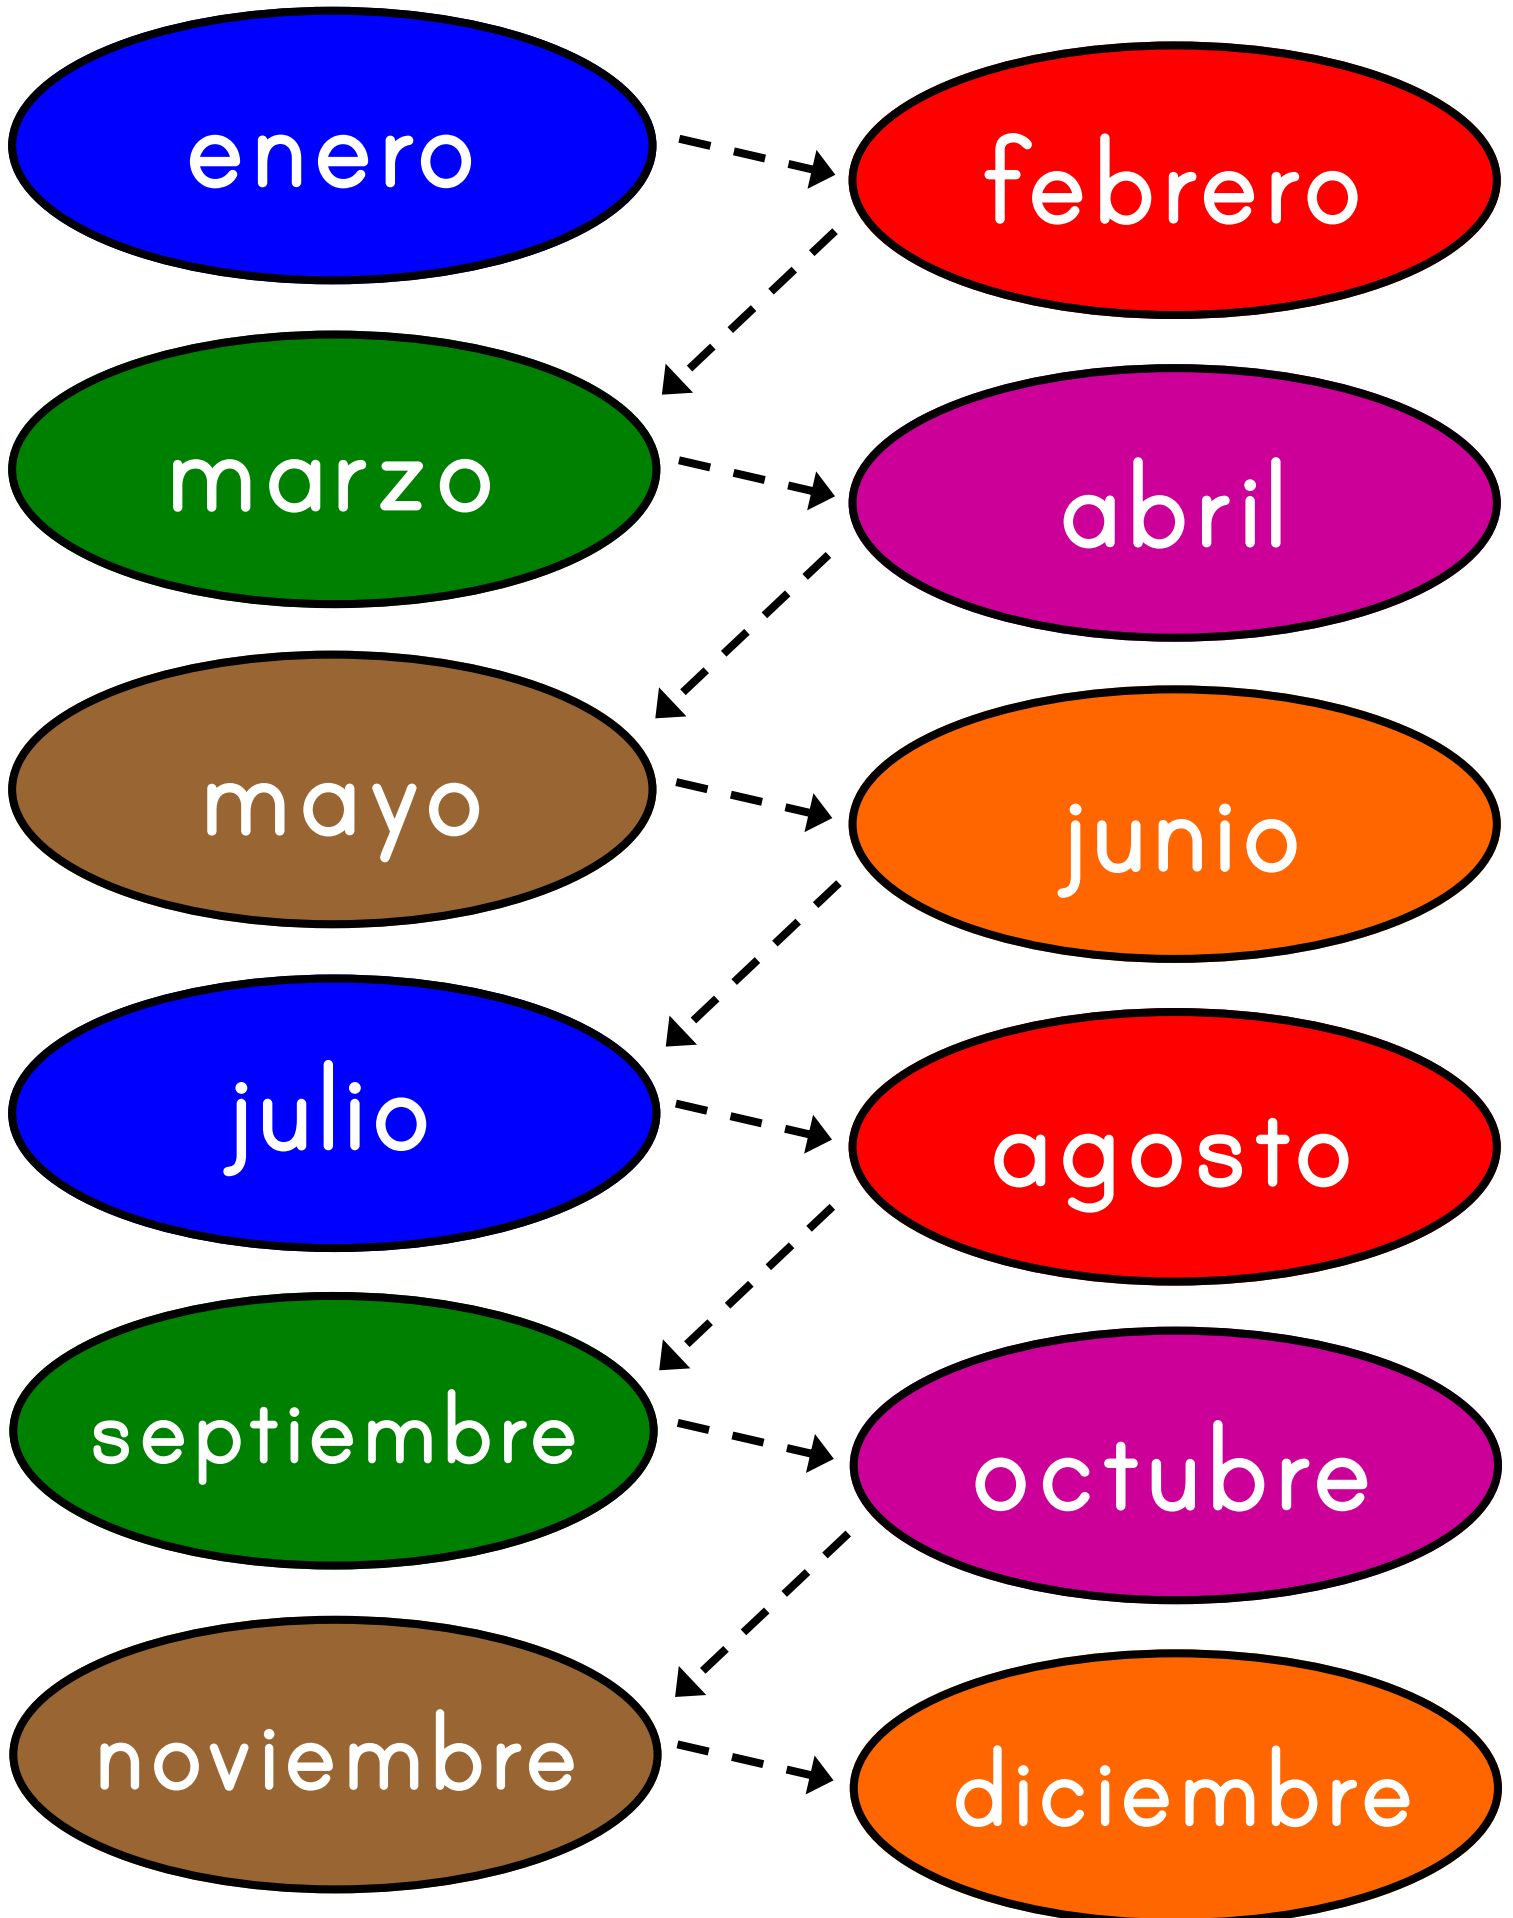 enero
febrero
marzo
abril
mayo
junio
julio
agosto
septiembre
octubre
noviembre
diciembre